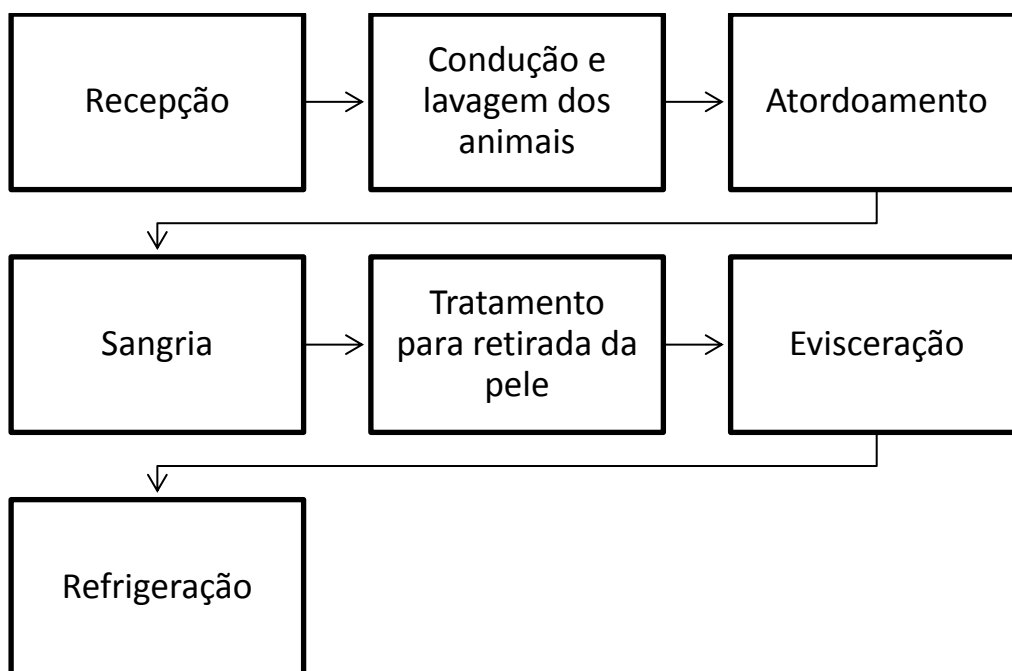 Recepção
Condução e
lavagem dos
animais
Atordoamento
Sangria
Tratamento
para retirada da
pele
Evisceração
Refrigeração